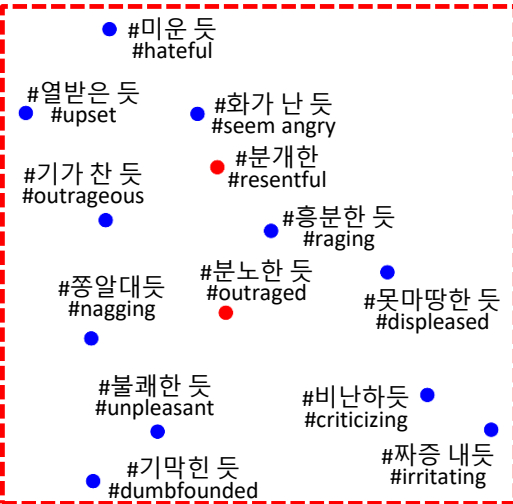 #미운 듯
#hateful
#열받은 듯
#upset
#화가 난 듯
#seem angry
#분개한
#resentful
#기가 찬 듯
#outrageous
#흥분한 듯
#raging
#분노한 듯
#outraged
#못마땅한 듯
#displeased
#쫑알대듯
#nagging
#불쾌한 듯
#unpleasant
#비난하듯
#criticizing
#짜증 내듯
#irritating
#기막힌 듯
#dumbfounded